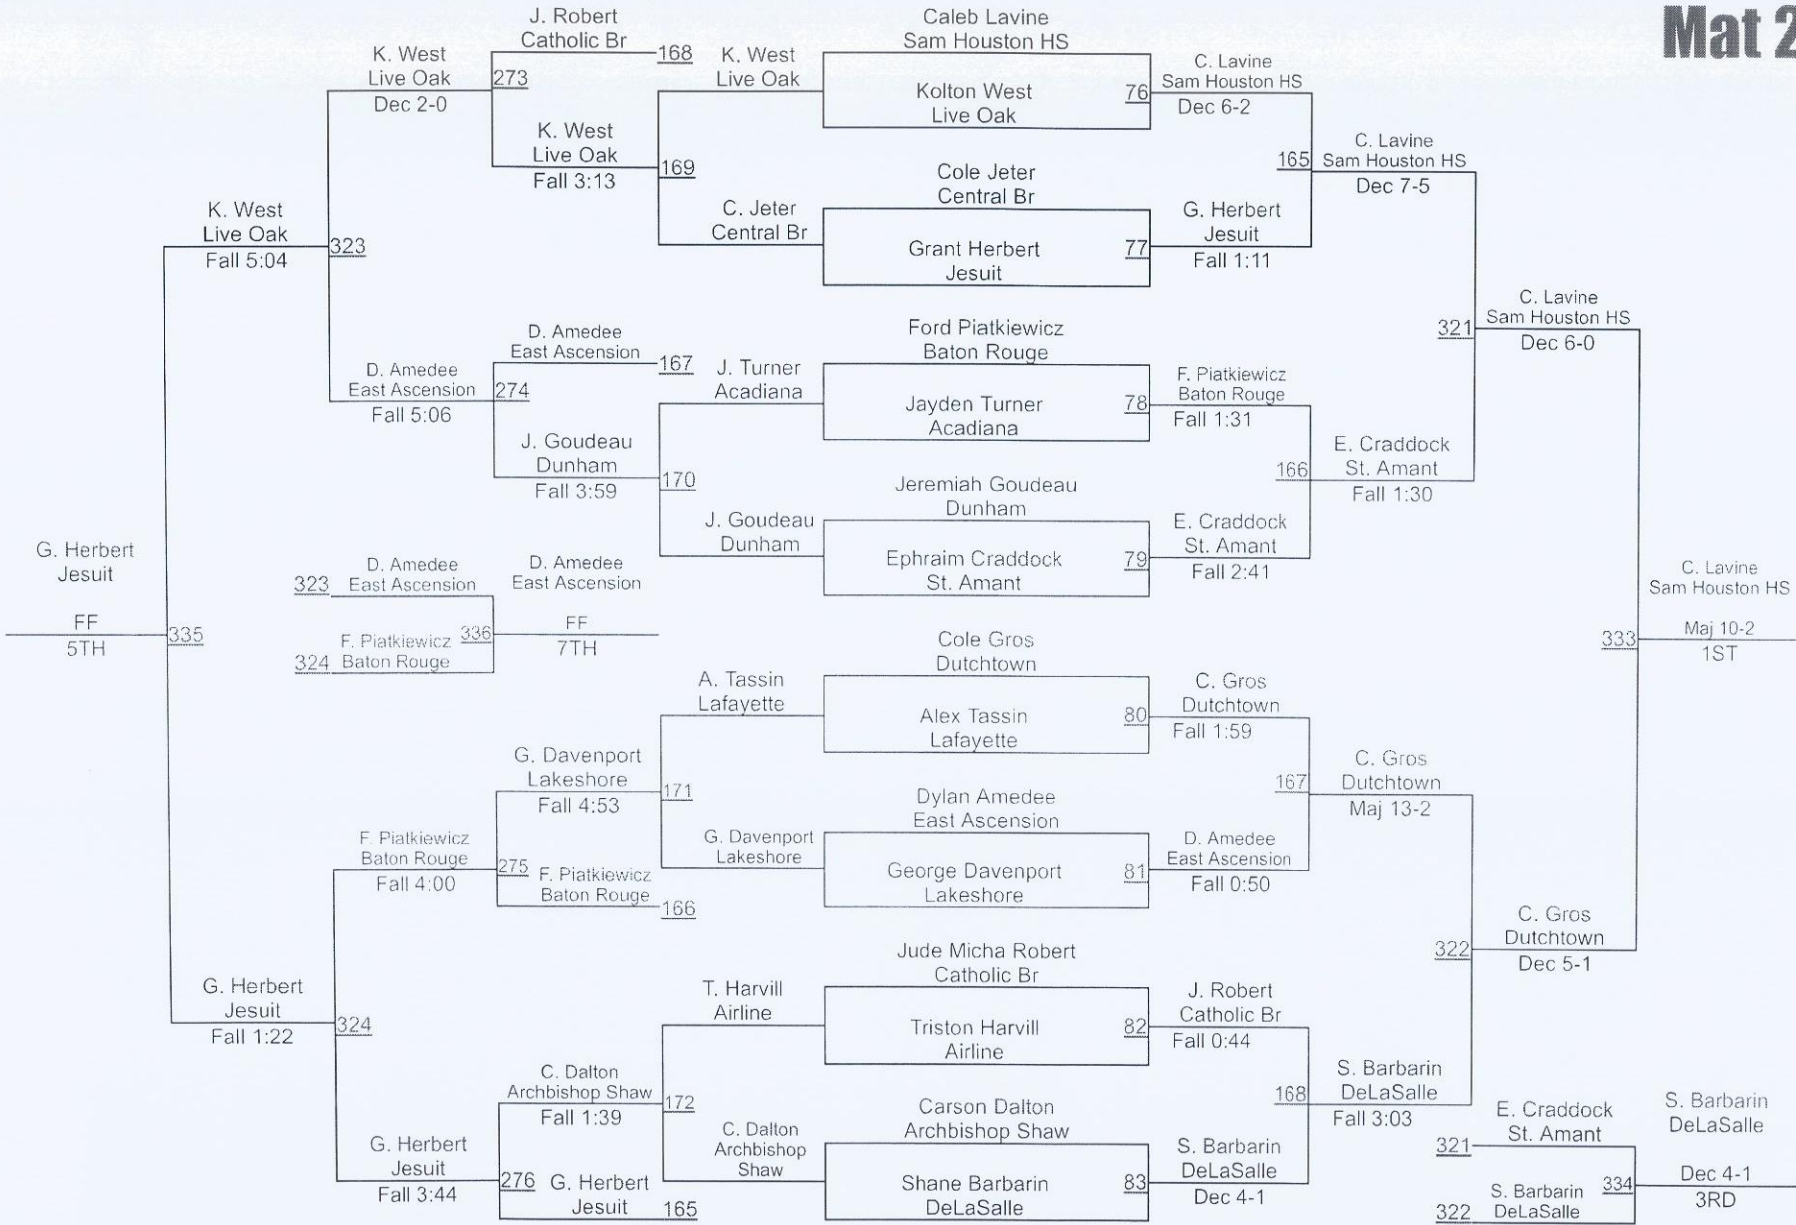 Mat 2
J. Robert
Catholic Br
168
K. West
Live Oak
Dec 2-0
273
K. West
Live Oak
Fall 3:13
169
K. West
Live Oak
C. Jeter
Central Br
K. West
Live Oak
Fall 5:04
323
D. Amedee
East Ascension
167
D. Amedee
East Ascension
Fall 5:06
274
J. Goudeau
Dunham
Fall 3:59
170
J. Turner
Acadiana
J. Goudeau
Dunham
G. Herbert
Jesuit
FF
5TH
335
323
D. Amedee
East Ascension
324
F. Piatkiewicz
Baton Rouge
336
D. Amedee
East Ascension
FF
7TH
A. Tassin
Lafayette
G. Davenport
Lakeshore
Fall 4:53
171
G. Davenport
Lakeshore
F. Piatkiewicz
Baton Rouge
Fall 4:00
275
F. Piatkiewicz
Baton Rouge
166
G. Herbert
Jesuit
Fall 1:22
324
T. Harvill
Airline
C. Dalton
Archbishop Shaw
Fall 1:39
172
C. Dalton
Archbishop
Shaw
G. Herbert
Jesuit
Fall 3:44
276
G. Herbert
Jesuit
165
Caleb Lavine
Sam Houston HS
Kolton West
Live Oak
76
Cole Jeter
Central Br
Grant Herbert
Jesuit
77
Ford Piatkiewicz
Baton Rouge
Jayden Turner
Acadiana
78
Jeremiah Goudeau
Dunham
Ephraim Craddock
St. Amant
79
Cole Gros
Dutchtown
Alex Tassin
Lafayette
80
Dylan Amedee
East Ascension
George Davenport
Lakeshore
81
Jude Micha Robert
Catholic Br
Triston Harvill
Airline
82
Carson Dalton
Archbishop Shaw
Shane Barbarin
DeLaSalle
83
C. Lavine
Sam Houston HS
Dec 6-2
165
G. Herbert
Jesuit
Fall 1:11
C. Lavine
Sam Houston HS
Dec 7-5
F. Piatkiewicz
Baton Rouge
Fall 1:31
166
E. Craddock
St. Amant
Fall 2:41
E. Craddock
St. Amant
Fall 1:30
321
C. Lavine
Sam Houston HS
Dec 6-0
C. Gros
Dutchtown
Fall 1:59
167
D. Amedee
East Ascension
Fall 0:50
C. Gros
Dutchtown
Maj 13-2
J. Robert
Catholic Br
Fall 0:44
168
S. Barbarin
DeLaSalle
Dec 4-1
S. Barbarin
DeLaSalle
Fall 3:03
322
C. Gros
Dutchtown
Dec 5-1
333
C. Lavine
Sam Houston HS
Maj 10-2
1ST
321
E. Craddock
St. Amant
322
S. Barbarin
DeLaSalle
334
S. Barbarin
DeLaSalle
Dec 4-1
3RD